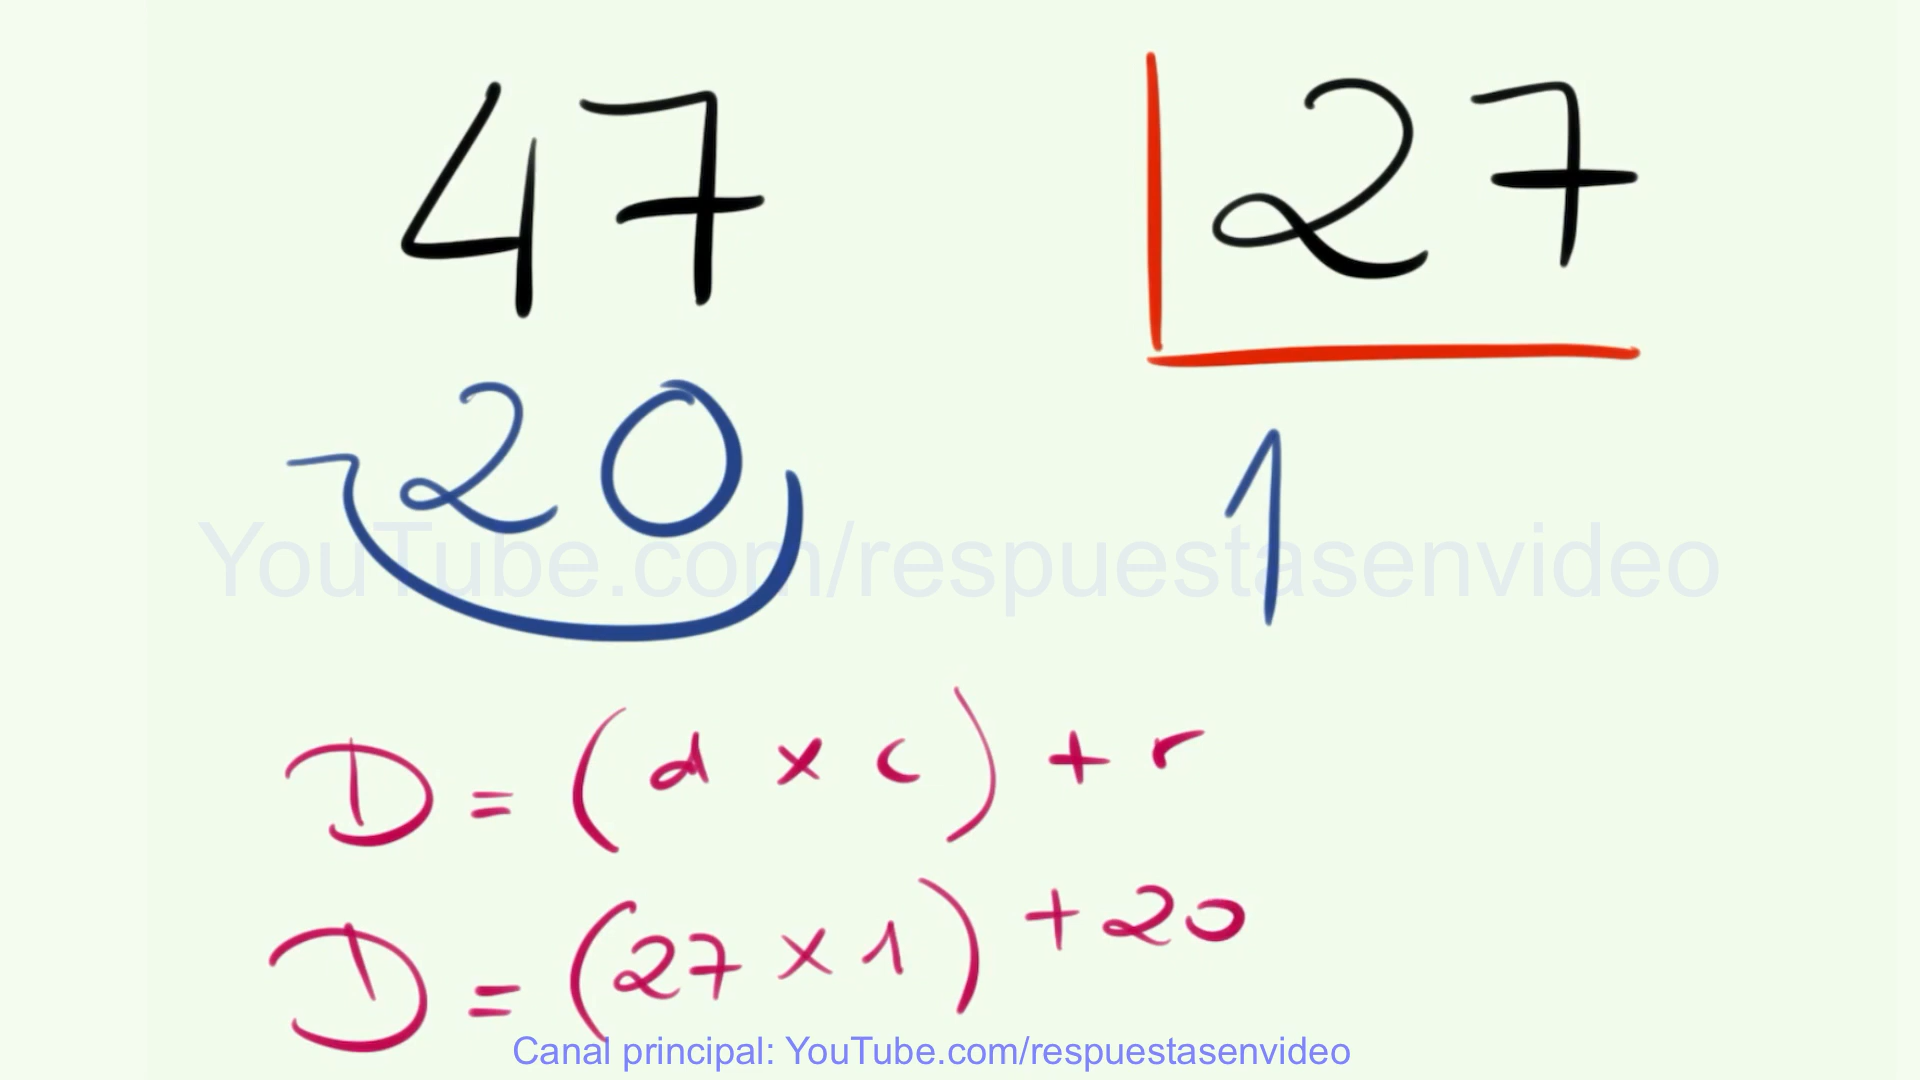 47 27
20 1
YouTube.com/respuestasenvideo
D = (d x c) + r
D = (27 x 1) + 20
Canal principal: YouTube.com/respuestasenvideo